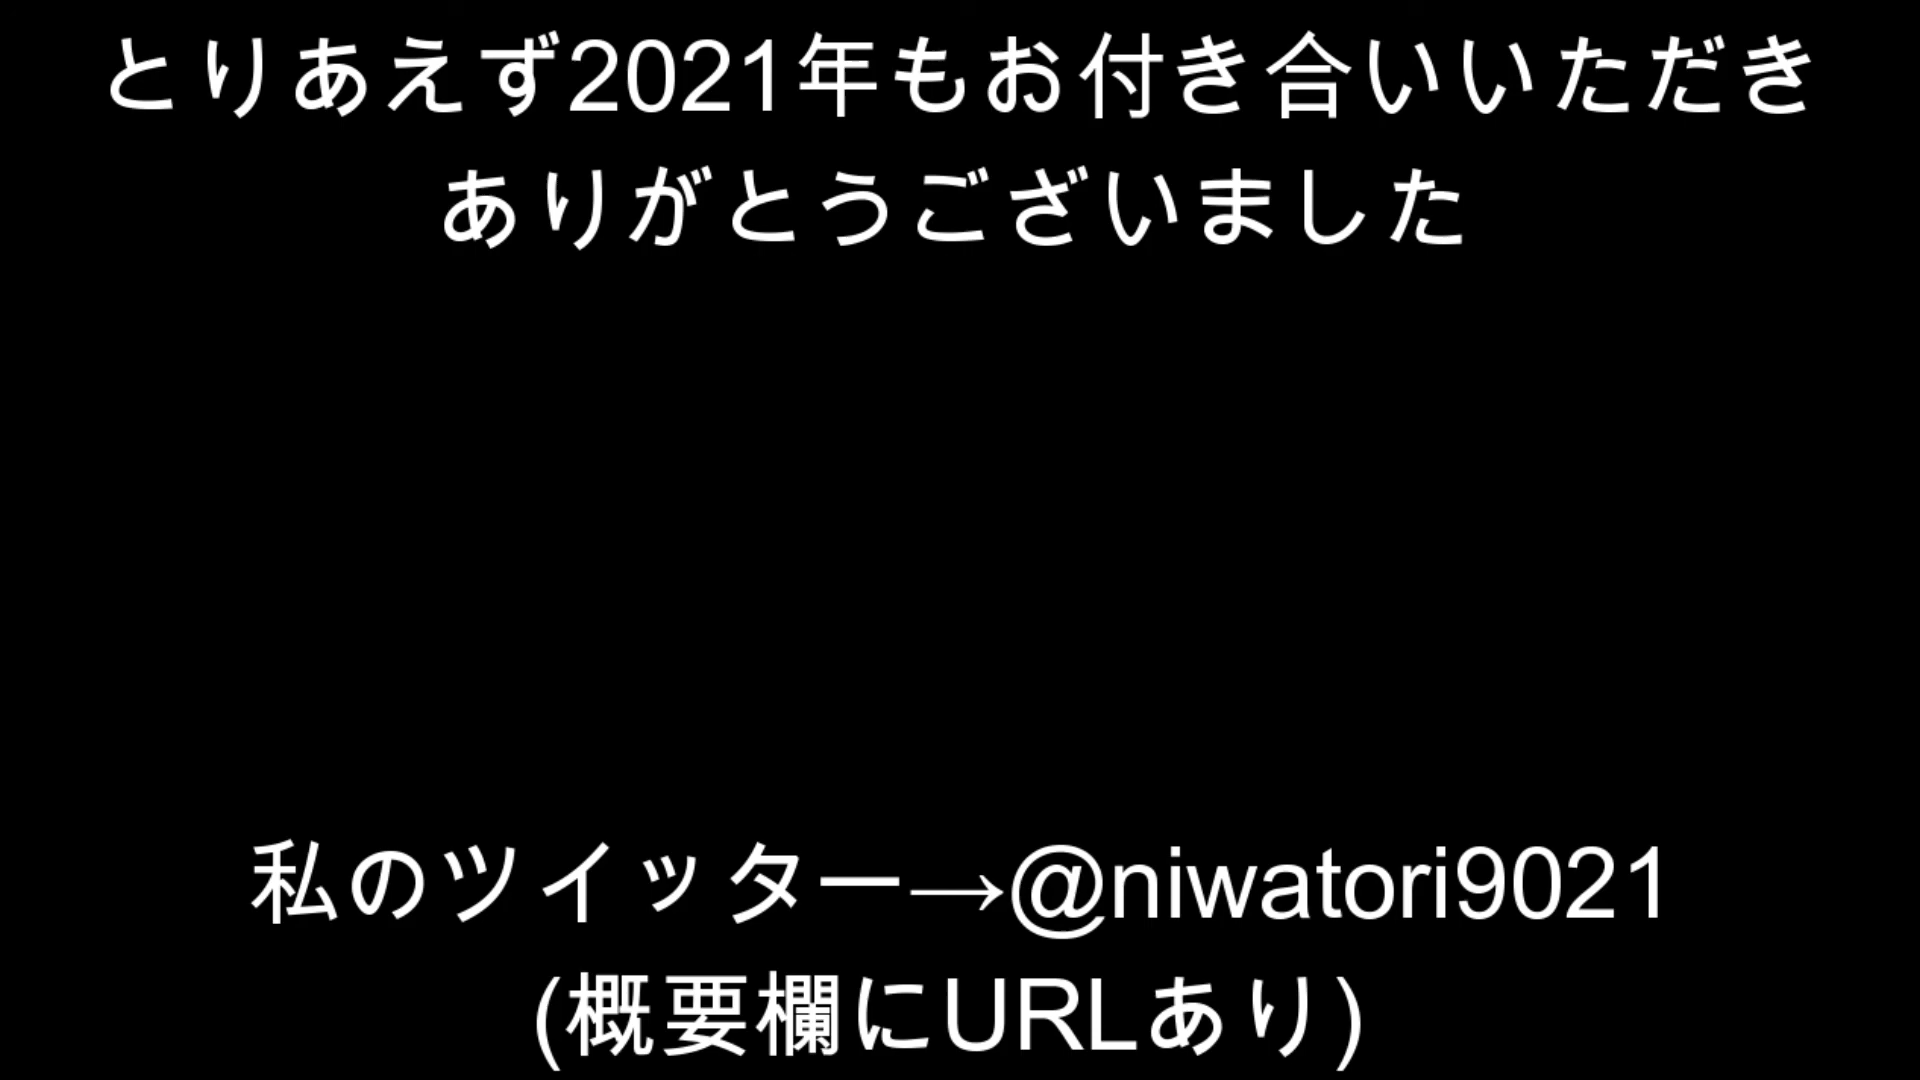 とりあえず2021年もお付き合いいただき
ありがとうございました
私のツイッター→@niwatori9021
(概要欄にURLあり)